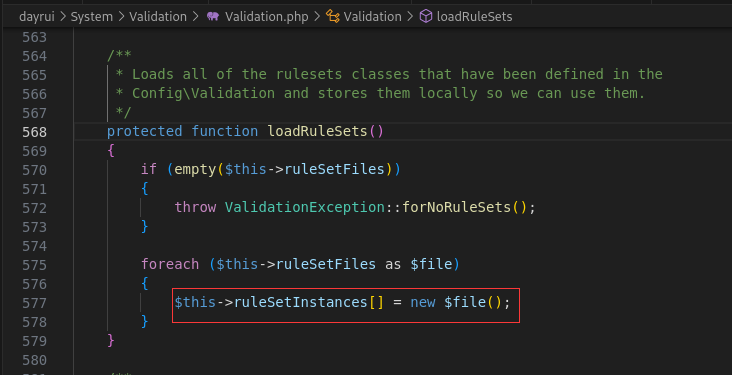 dayrui > System > Validation > Validation.php > Validation > loadRuleSets
563
564 /**
565 * Loads all of the rulesets classes that have been defined in the
566 * Config\Validation and stores them locally so we can use them.
567 */
568 protected function loadRuleSets()
569 {
570 if (empty($this->ruleSetFiles))
571 {
572 throw ValidationException::forNoRuleSets();
573 }
574
575 foreach ($this->ruleSetFiles as $file)
576 {
577 $this->ruleSetInstances[] = new $file();
578 }
579 }
580